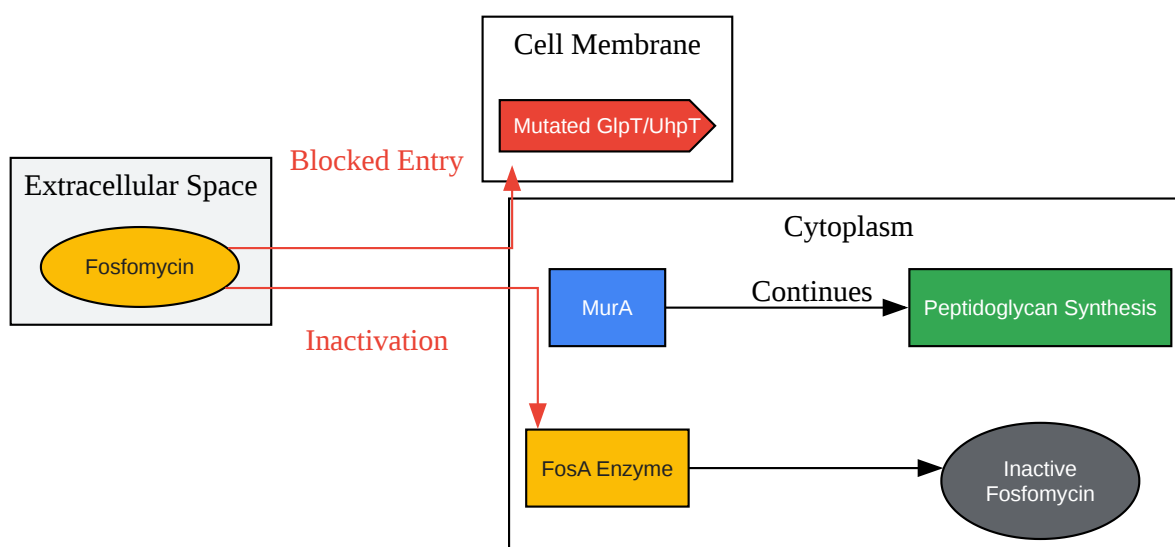 Cell Membrane
Mutated GlpT/UhpT
Blocked Entry
Extracellular Space
Fosfomycin
Inactivation
Cytoplasm
MurA
Continues
Peptidoglycan Synthesis
FosA Enzyme
Inactive
Fosfomycin